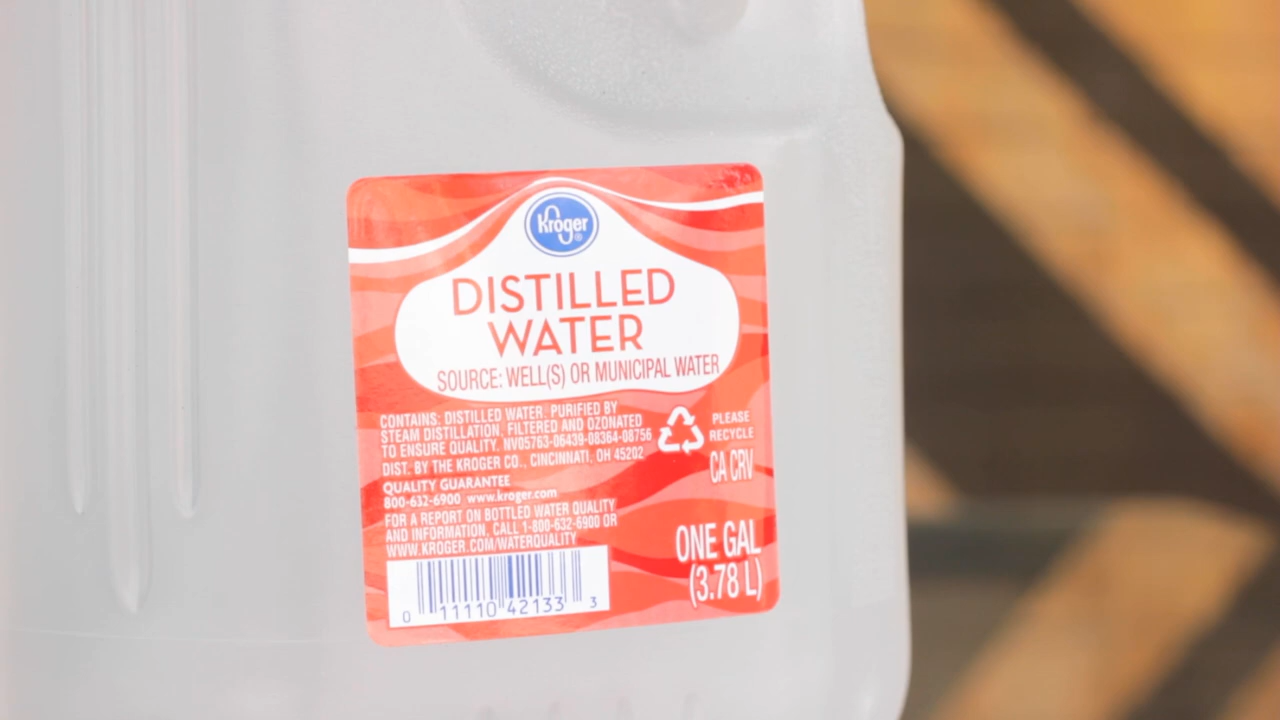 Kroger®
DISTILLED
WATER
SOURCE: WELL(S) OR MUNICIPAL WATER
CONTAINS: DISTILLED WATER. PURIFIED BY
STEAM DISTILLATION, FILTERED AND OZONATED
TO ENSURE QUALITY. NV05763-06439-08364-08756
DIST. BY THE KROGER CO., CINCINNATI, OH 45202
QUALITY GUARANTEE
800-632-6900 www.kroger.com
FOR A REPORT ON BOTTLED WATER QUALITY
AND INFORMATION, CALL 1-800-632-6900 OR
WWW.KROGER.COM/WATERQUALITY
0 11110 42133 3
PLEASE
RECYCLE
CA CRV
ONE GAL
(3.78 L)